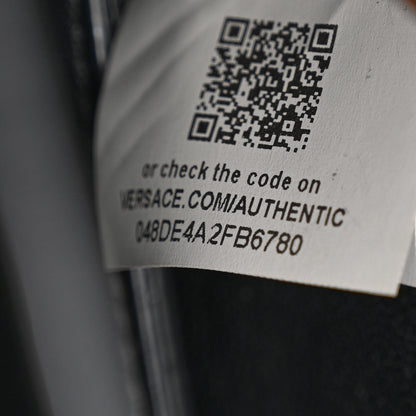 or check the code on
VERSACE.COM/AUTHENTIC
048DE4A2FB6780